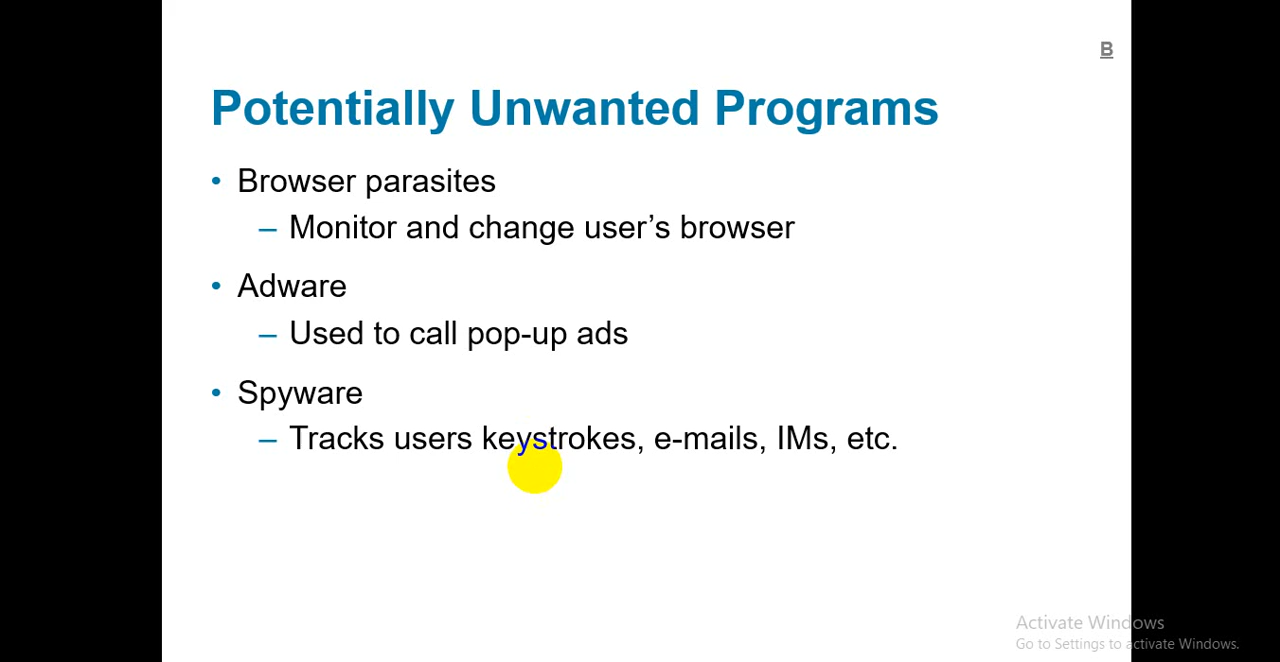 B
Potentially Unwanted Programs
• Browser parasites
– Monitor and change user’s browser
• Adware
– Used to call pop-up ads
• Spyware
– Tracks users keystrokes, e-mails, IMs, etc.
Activate Windows
Go to Settings to activate Windows.